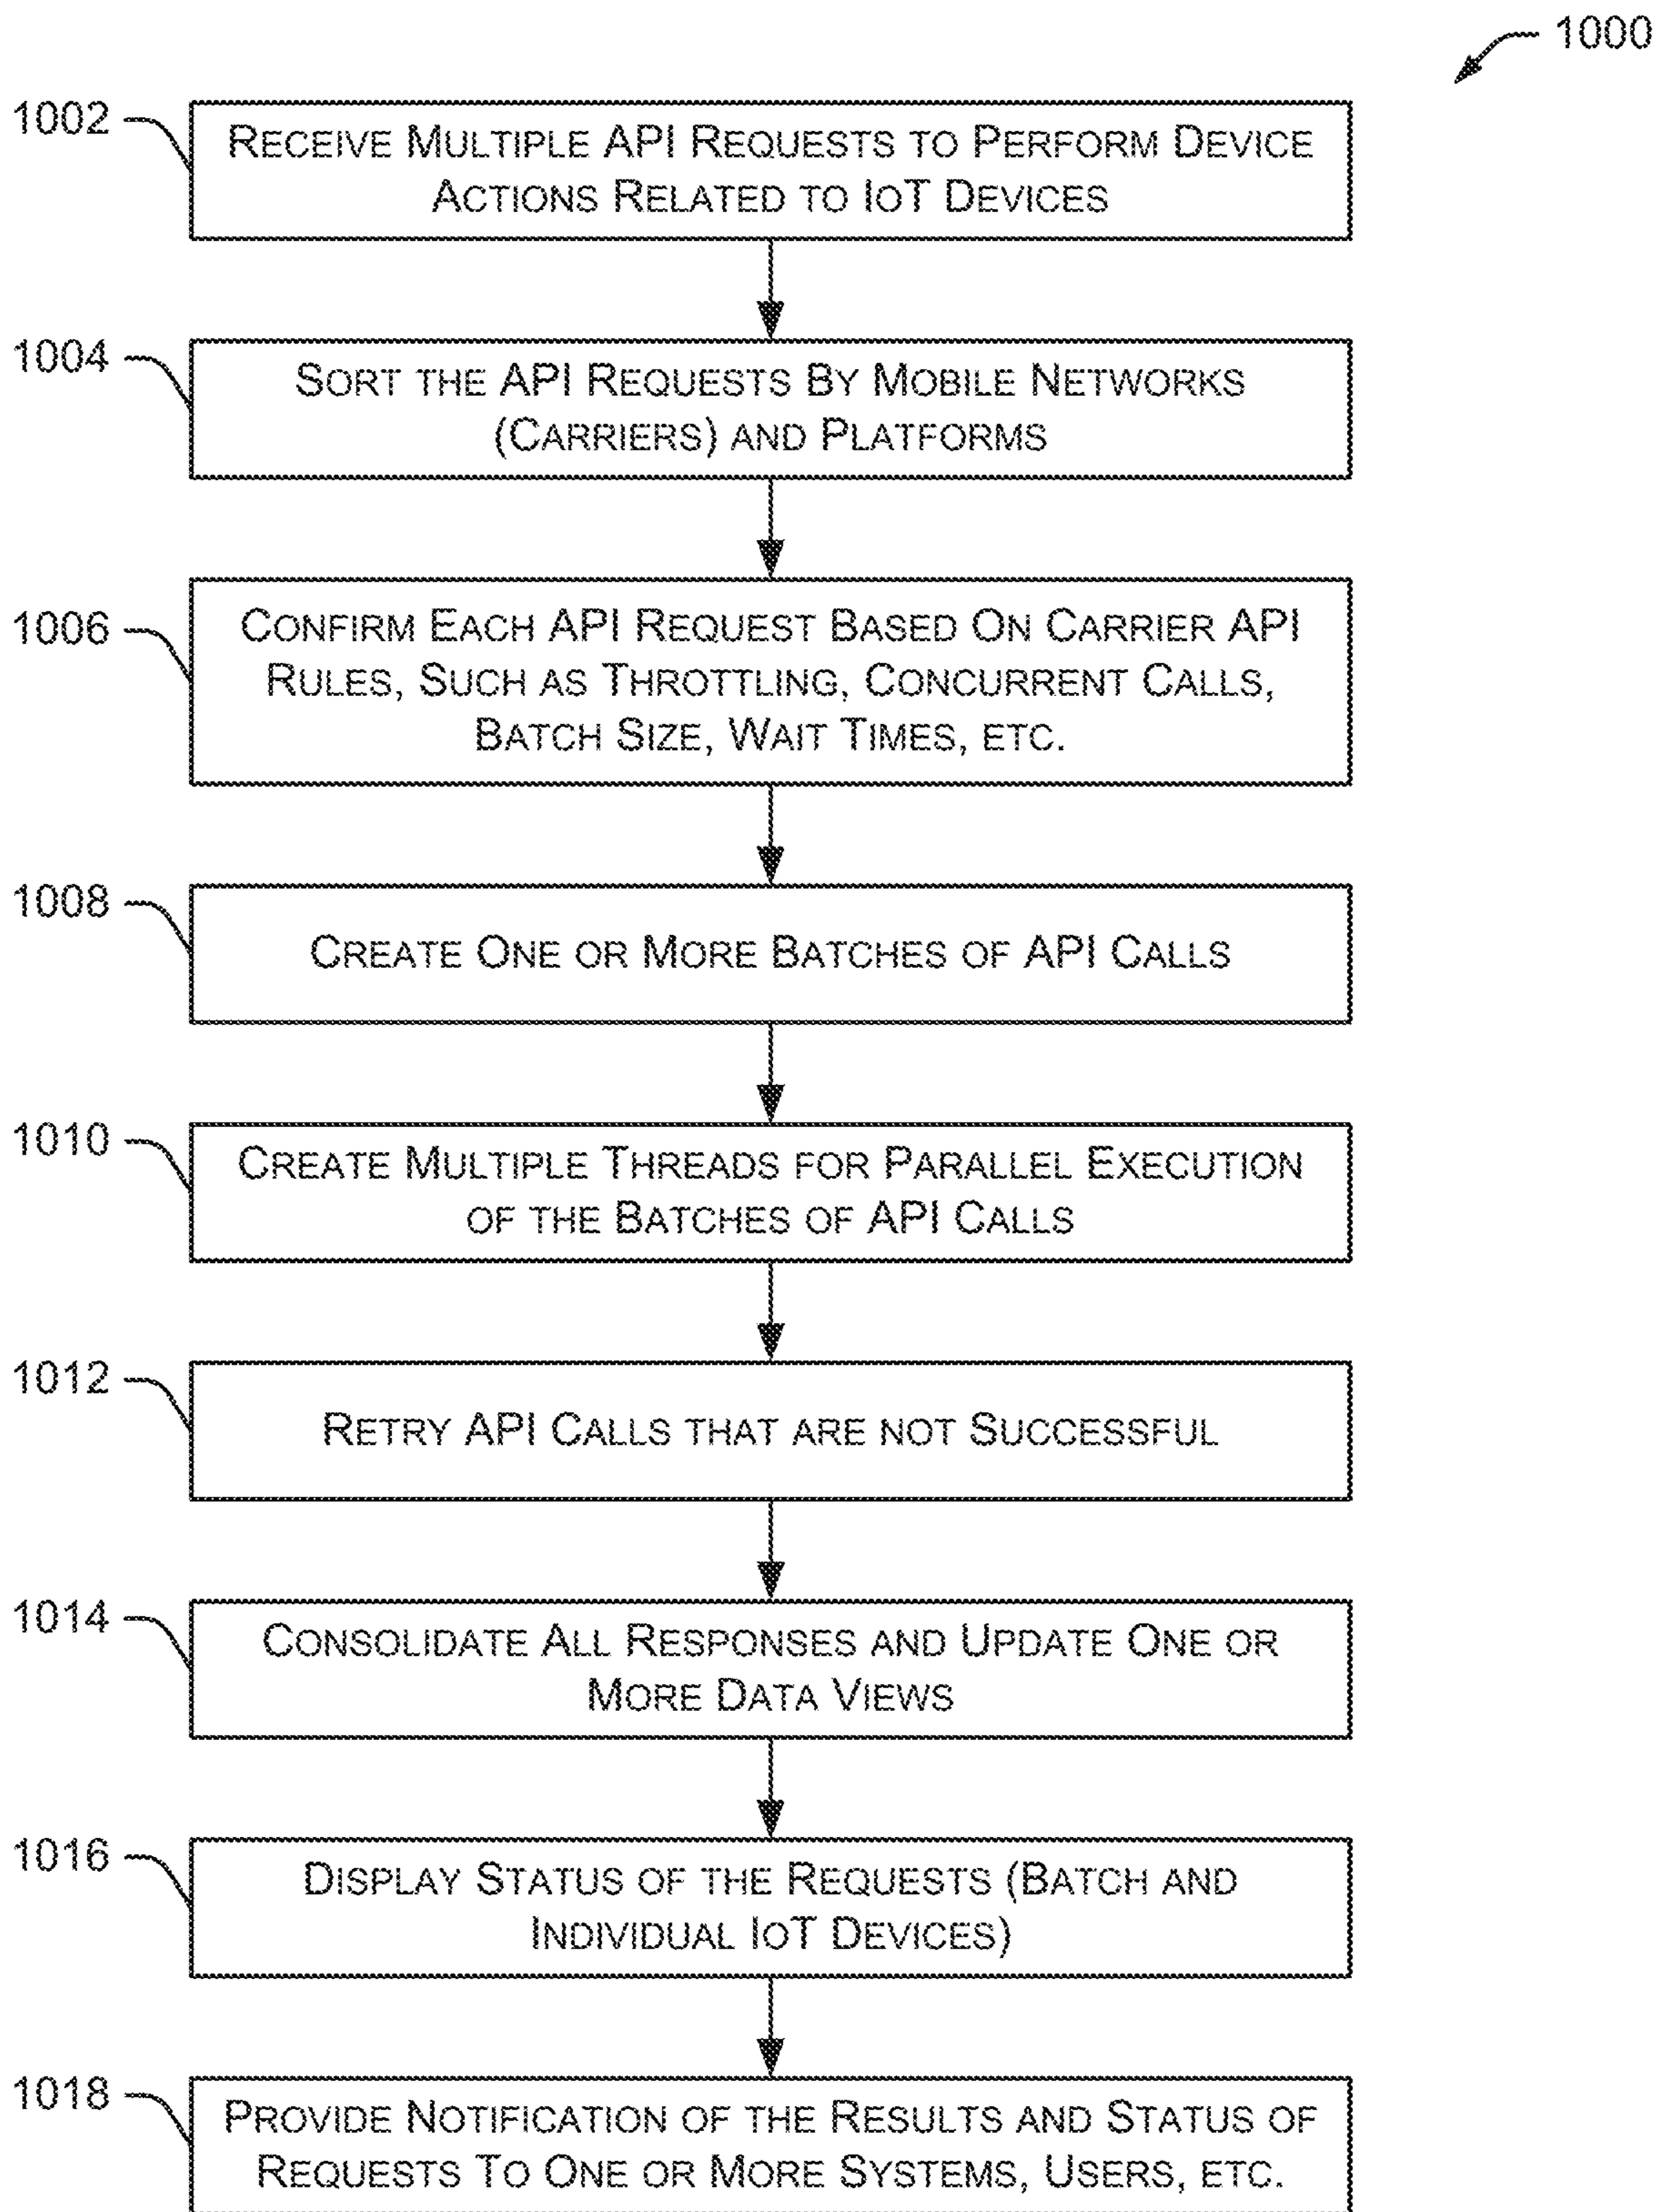 1000
1002
RECEIVE MULTIPLE API REQUESTS TO PERFORM DEVICE
ACTIONS RELATED TO IOT DEVICES
1004
SORT THE API REQUESTS BY MOBILE NETWORKS
(CARRIERS) AND PLATFORMS
1006
CONFIRM EACH API REQUEST BASED ON CARRIER API
RULES, SUCH AS THROTTLING, CONCURRENT CALLS,
BATCH SIZE, WAIT TIMES, ETC.
1008
CREATE ONE OR MORE BATCHES OF API CALLS
1010
CREATE MULTIPLE THREADS FOR PARALLEL EXECUTION
OF THE BATCHES OF API CALLS
1012
RETRY API CALLS THAT ARE NOT SUCCESSFUL
1014
CONSOLIDATE ALL RESPONSES AND UPDATE ONE OR
MORE DATA VIEWS
1016
DISPLAY STATUS OF THE REQUESTS (BATCH AND
INDIVIDUAL IOT DEVICES)
1018
PROVIDE NOTIFICATION OF THE RESULTS AND STATUS OF
REQUESTS TO ONE OR MORE SYSTEMS, USERS, ETC.